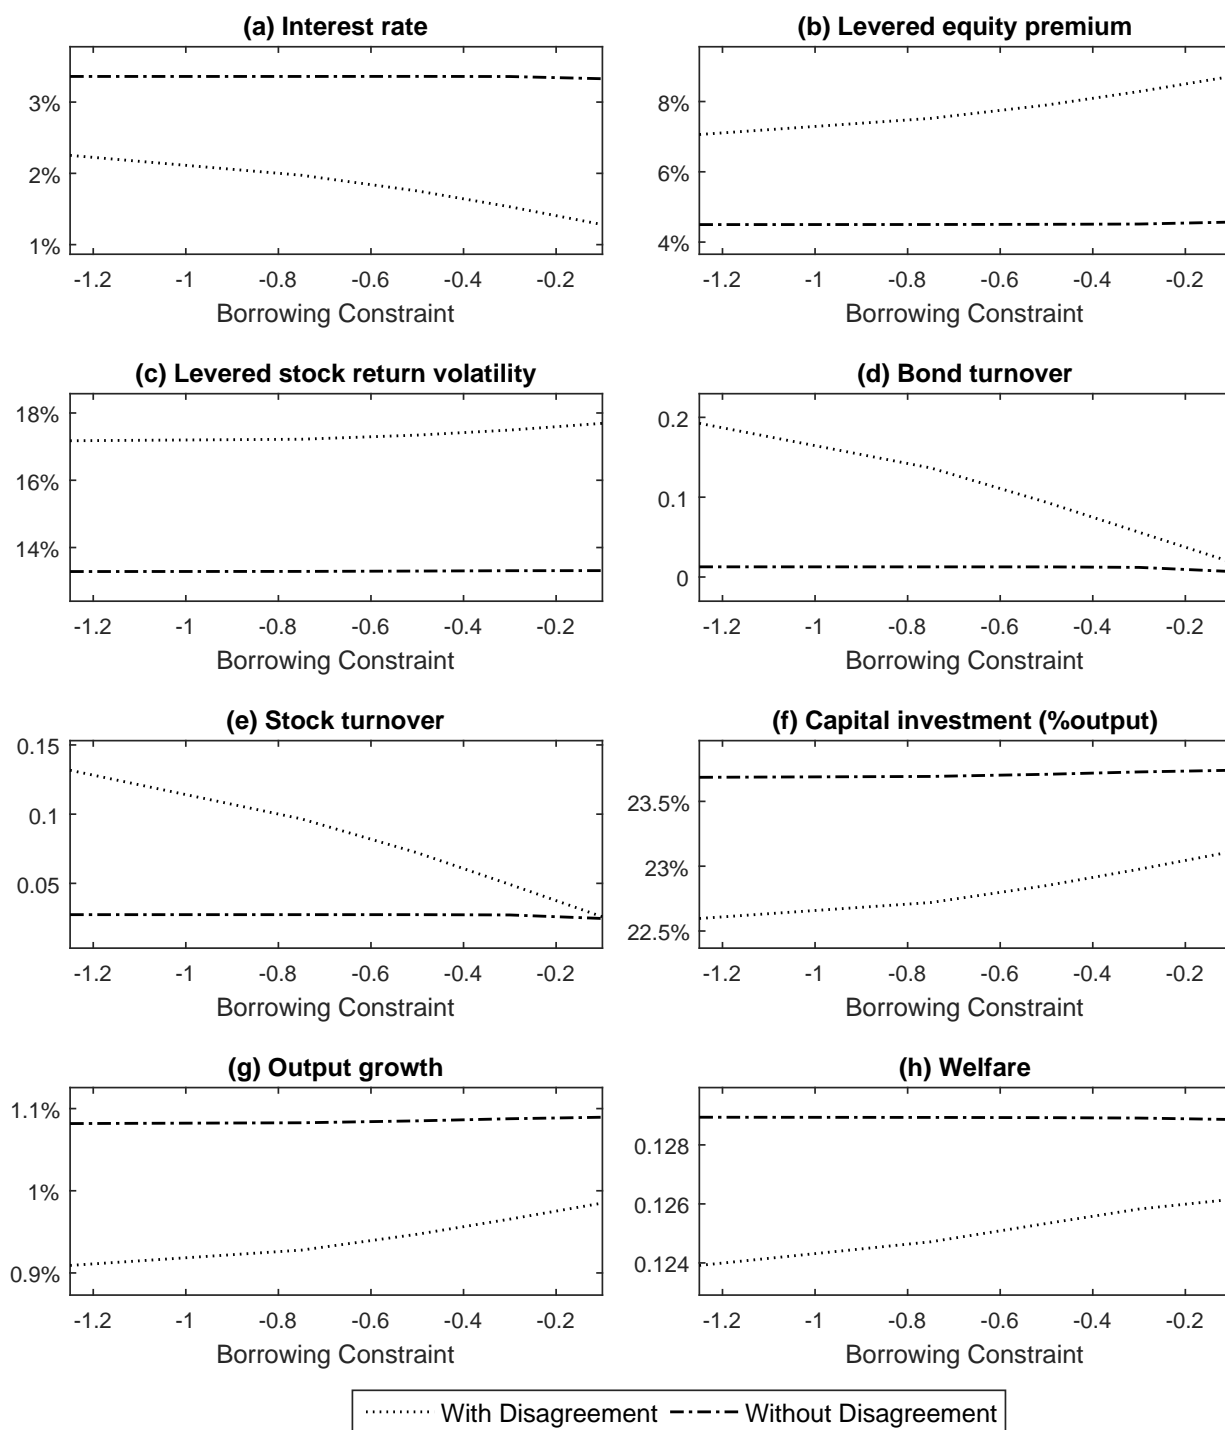 (a) Interest rate
3%
2%
1%
-1.2 -1 -0.8 -0.6 -0.4 -0.2
Borrowing Constraint
(b) Levered equity premium
8%
6%
4%
-1.2 -1 -0.8 -0.6 -0.4 -0.2
Borrowing Constraint
(c) Levered stock return volatility
18%
16%
14%
-1.2 -1 -0.8 -0.6 -0.4 -0.2
Borrowing Constraint
(d) Bond turnover
0.2
0.1
0
-1.2 -1 -0.8 -0.6 -0.4 -0.2
Borrowing Constraint
(e) Stock turnover
0.15
0.1
0.05
-1.2 -1 -0.8 -0.6 -0.4 -0.2
Borrowing Constraint
(f) Capital investment (%output)
23.5%
23%
22.5%
-1.2 -1 -0.8 -0.6 -0.4 -0.2
Borrowing Constraint
(g) Output growth
1.1%
1%
0.9%
-1.2 -1 -0.8 -0.6 -0.4 -0.2
Borrowing Constraint
(h) Welfare
0.128
0.126
0.124
-1.2 -1 -0.8 -0.6 -0.4 -0.2
Borrowing Constraint
With Disagreement Without Disagreement